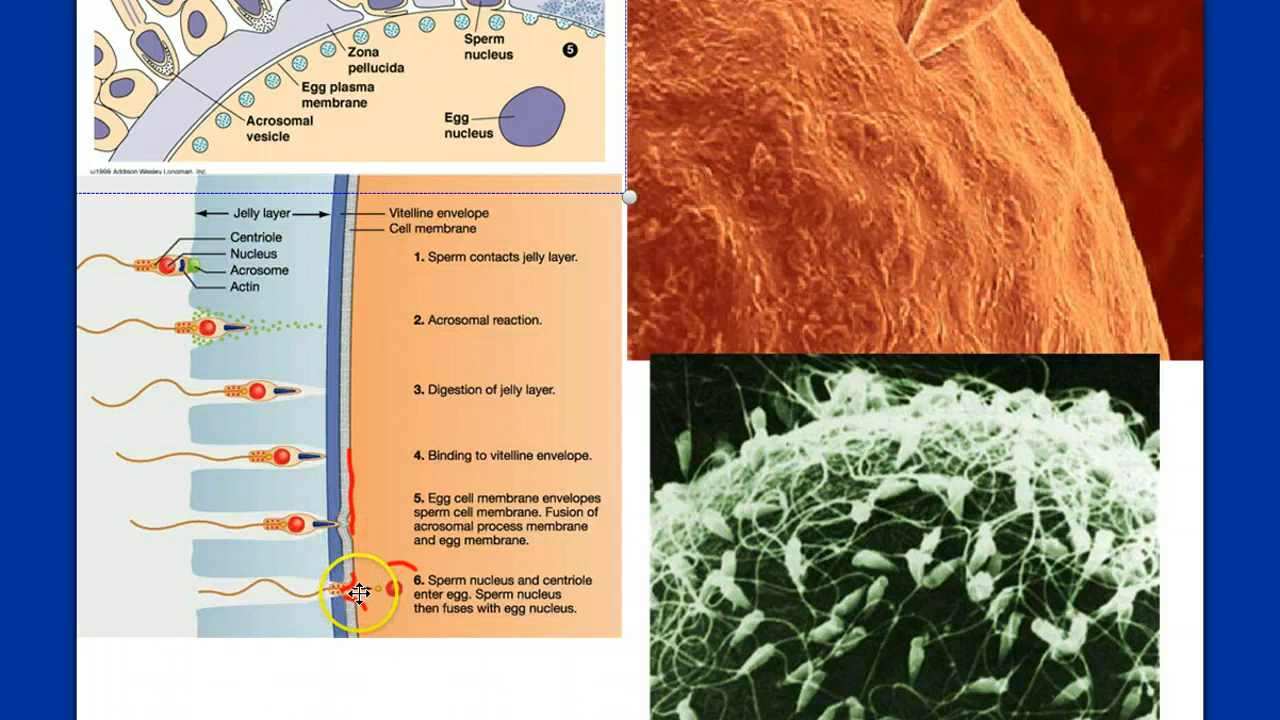 Zona
pellucida
Sperm
nucleus
5
Egg plasma
membrane
Acrosomal
vesicle
Egg
nucleus
©1999 Addison Wesley Longman, Inc.
Jelly layer
Vitelline envelope
Cell membrane
Centriole
Nucleus
Acrosome
Actin
1. Sperm contacts jelly layer.
2. Acrosomal reaction.
3. Digestion of jelly layer.
4. Binding to vitelline envelope.
5. Egg cell membrane envelopes
sperm cell membrane. Fusion of
acrosomal process membrane
and egg membrane.
6. Sperm nucleus and centriole
enter egg. Sperm nucleus
then fuses with egg nucleus.